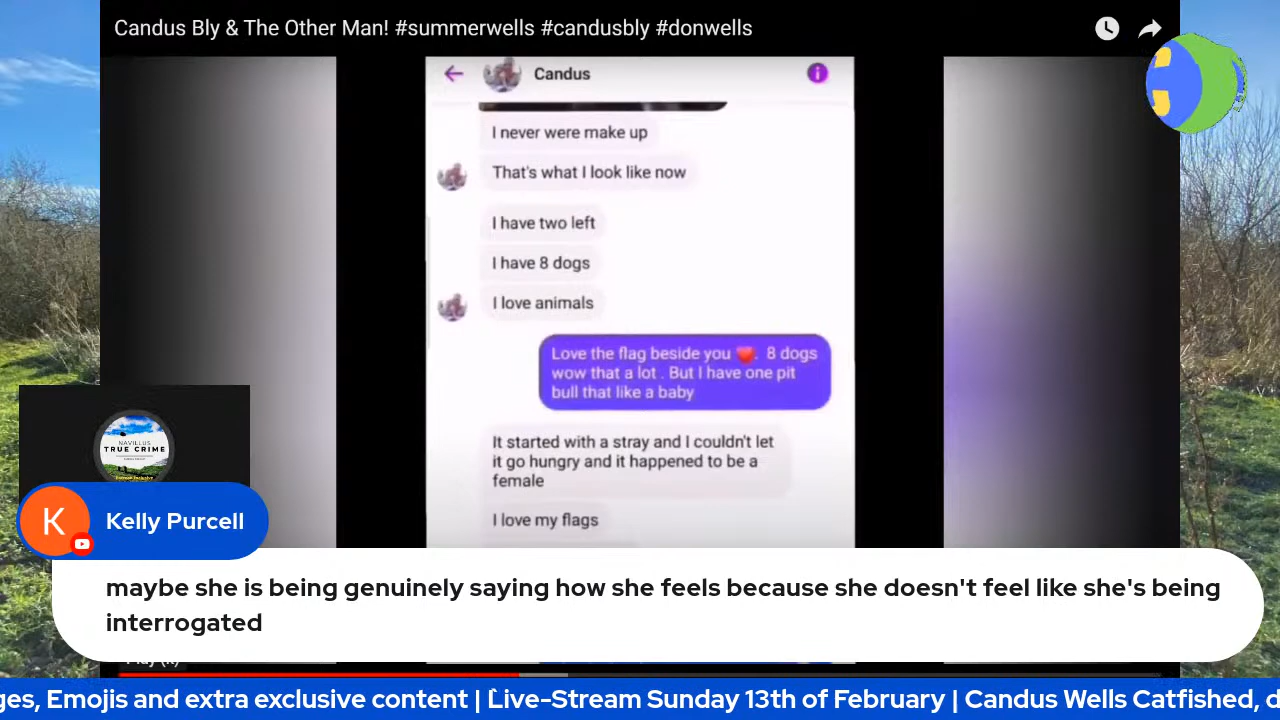 Candus Bly & The Other Man! #summerwells #candusbly #donwells
Candus
I never were make up
That's what I look like now
I have two left
I have 8 dogs
I love animals
Love the flag beside you ❤️. 8 dogs
wow that a lot . But I have one pit
bull that like a baby
It started with a stray and I couldn't let
it go hungry and it happened to be a
female
I love my flags
NAVILLUS
TRUE CRIME
K
Kelly Purcell
maybe she is being genuinely saying how she feels because she doesn't feel like she's being
interrogated
ges, Emojis and extra exclusive content | Live-Stream Sunday 13th of February | Candus Wells Catfished, d